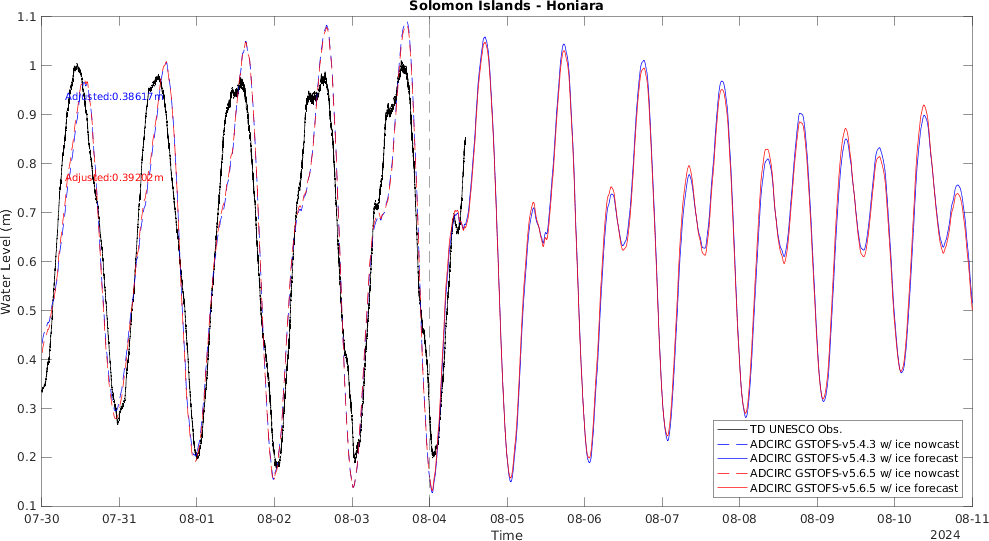 Solomon Islands - Honiara
Water Level (m)
1.1
1
0.9
0.8
0.7
0.6
0.5
0.4
0.3
0.2
0.1
Adjusted:0.38617m
Adjusted:0.39202m
TD UNESCO Obs.
ADCIRC GSTOFS-v5.4.3 w/ ice nowcast
ADCIRC GSTOFS-v5.4.3 w/ ice forecast
ADCIRC GSTOFS-v5.6.5 w/ ice nowcast
ADCIRC GSTOFS-v5.6.5 w/ ice forecast
07-30 07-31 08-01 08-02 08-03 08-04 08-05 08-06 08-07 08-08 08-09 08-10 08-11
Time
2024